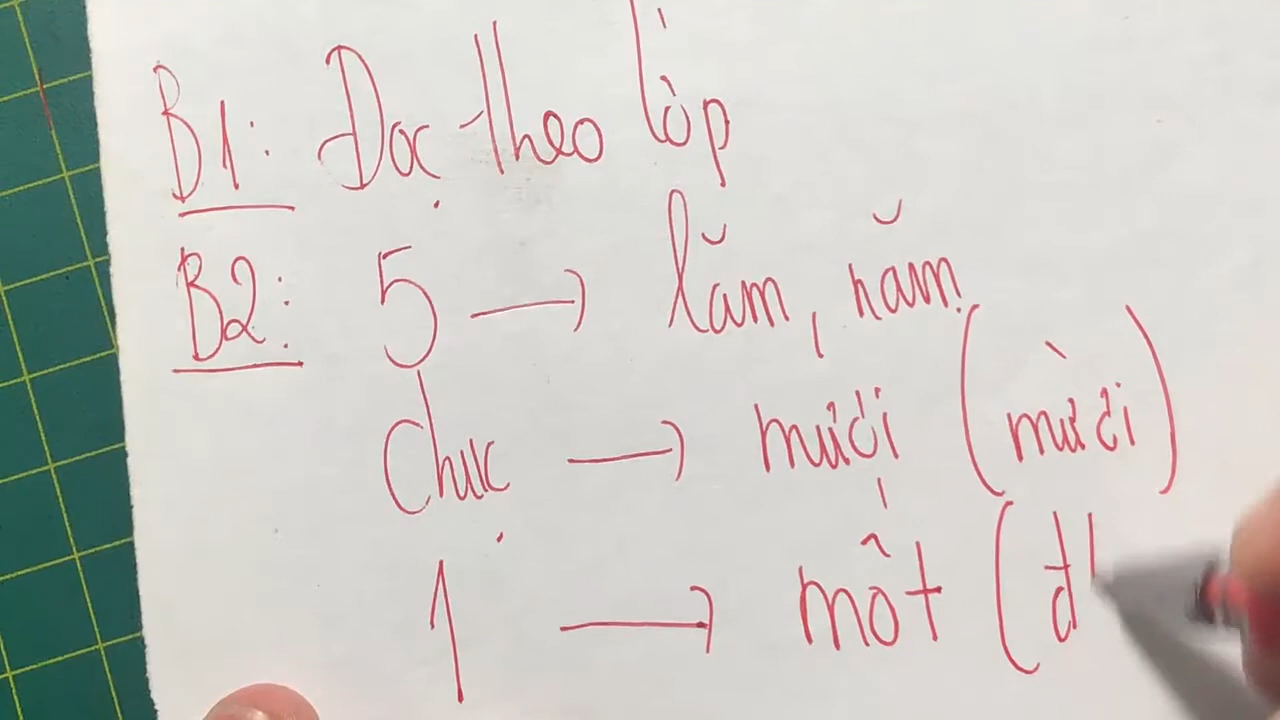 B1: Đọc theo lớp
B2: 5 → lăm, năm
chục → mươi (mười)
1 → mốt (đ